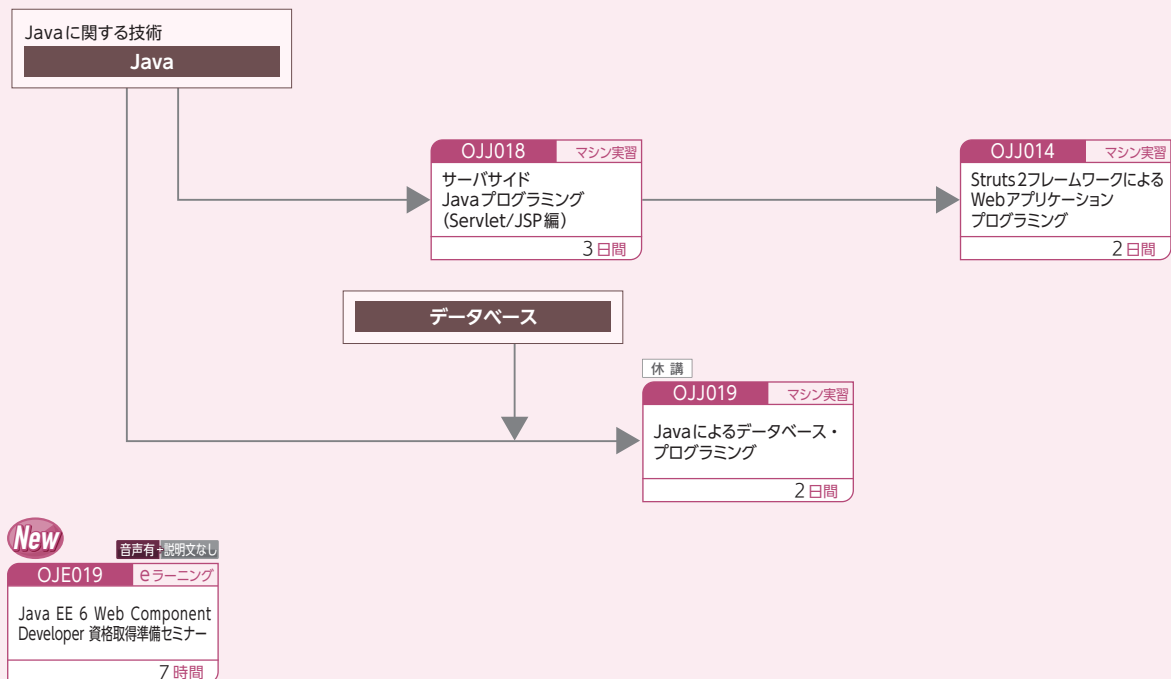 Javaに関する技術
Java
OJJ018 マシン実習
サーバサイド
Javaプログラミング
（Servlet/JSP編）
3日間
OJJ014 マシン実習
Struts2フレームワークによる
Webアプリケーション
プログラミング
2日間
データベース
休講
OJJ019 マシン実習
Javaによるデータベース・
プログラミング
2日間
New
音声有+説明文なし
OJE019 eラーニング
Java EE 6 Web Component
Developer 資格取得準備セミナー
7時間